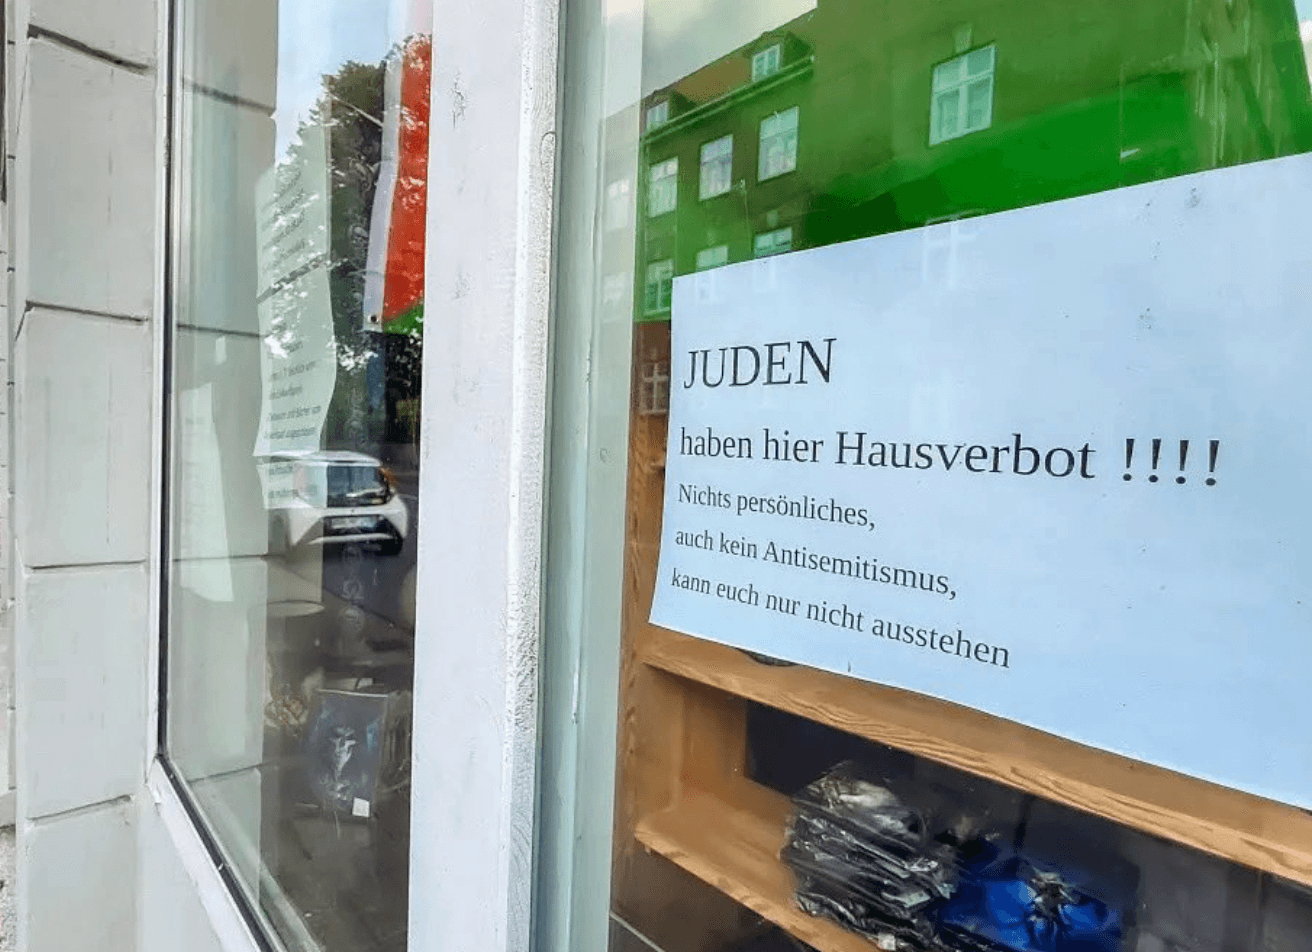 JUDEN
haben hier Hausverbot !!!!
Nichts persönliches,
auch kein Antisemitismus,
kann euch nur nicht ausstehen